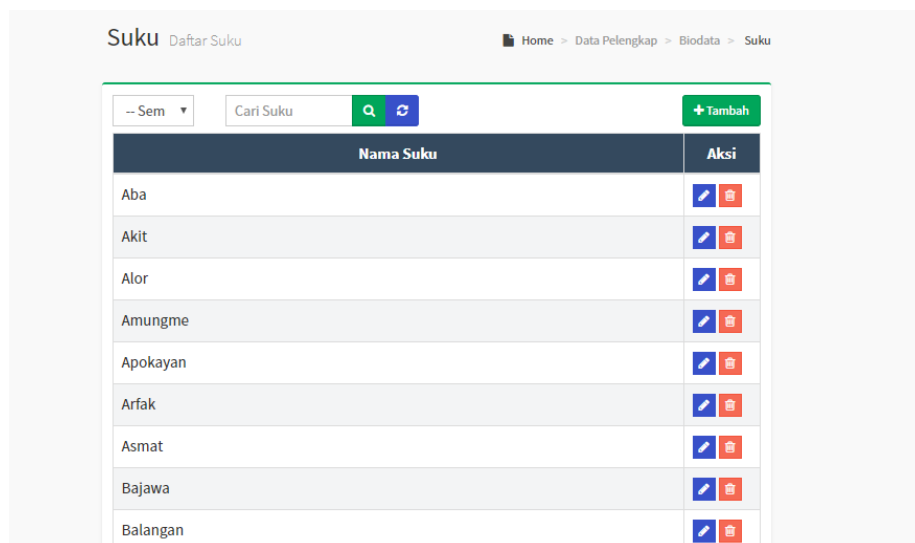 Suku Daftar Suku
Home > Data Pelengkap > Biodata > Suku
-- Sem
Cari Suku
Tambah
Nama Suku Aksi
Aba
Akit
Alor
Amungme
Apokayan
Arfak
Asmat
Bajawa
Balangan